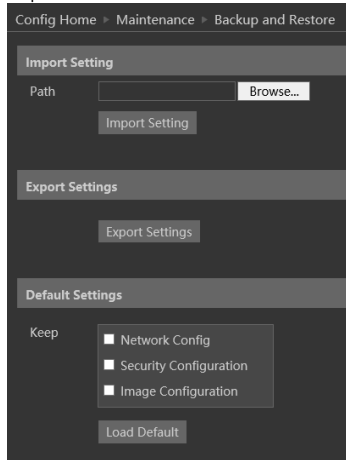 Config Home ▸ Maintenance ▸ Backup and Restore
Import Setting
Path Browse...
Import Setting
Export Settings
Export Settings
Default Settings
Keep
Network Config
Security Configuration
Image Configuration
Load Default